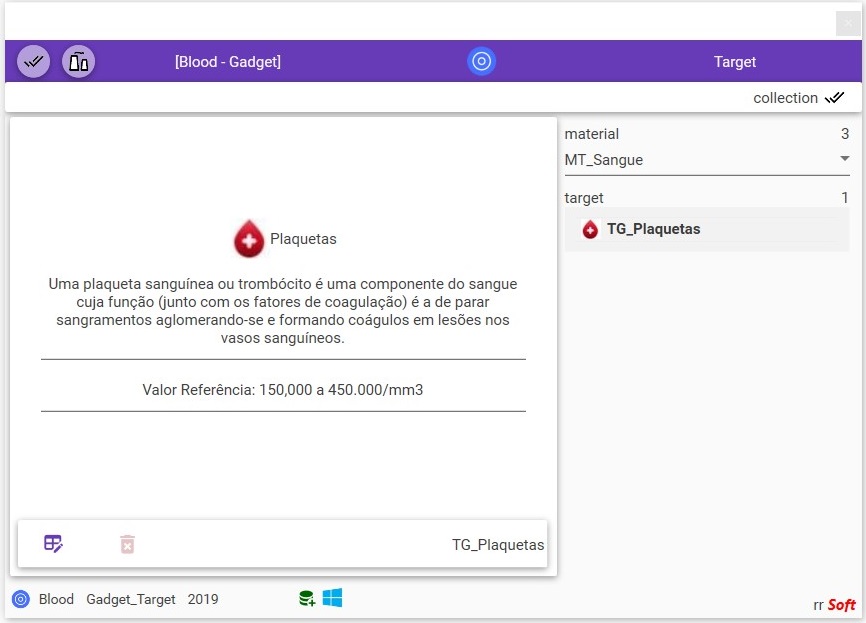 [Blood - Gadget]
Target
collection
material 3
MT_Sangue
target 1
TG_Plaquetas
Plaquetas
Uma plaqueta sanguínea ou trombócito é uma componente do sangue
cuja função (junto com os fatores de coagulação) é a de parar
sangramentos aglomerando-se e formando coágulos em lesões nos
vasos sanguíneos.
Valor Referência: 150,000 a 450.000/mm3
TG_Plaquetas
Blood Gadget_Target 2019
rr Soft